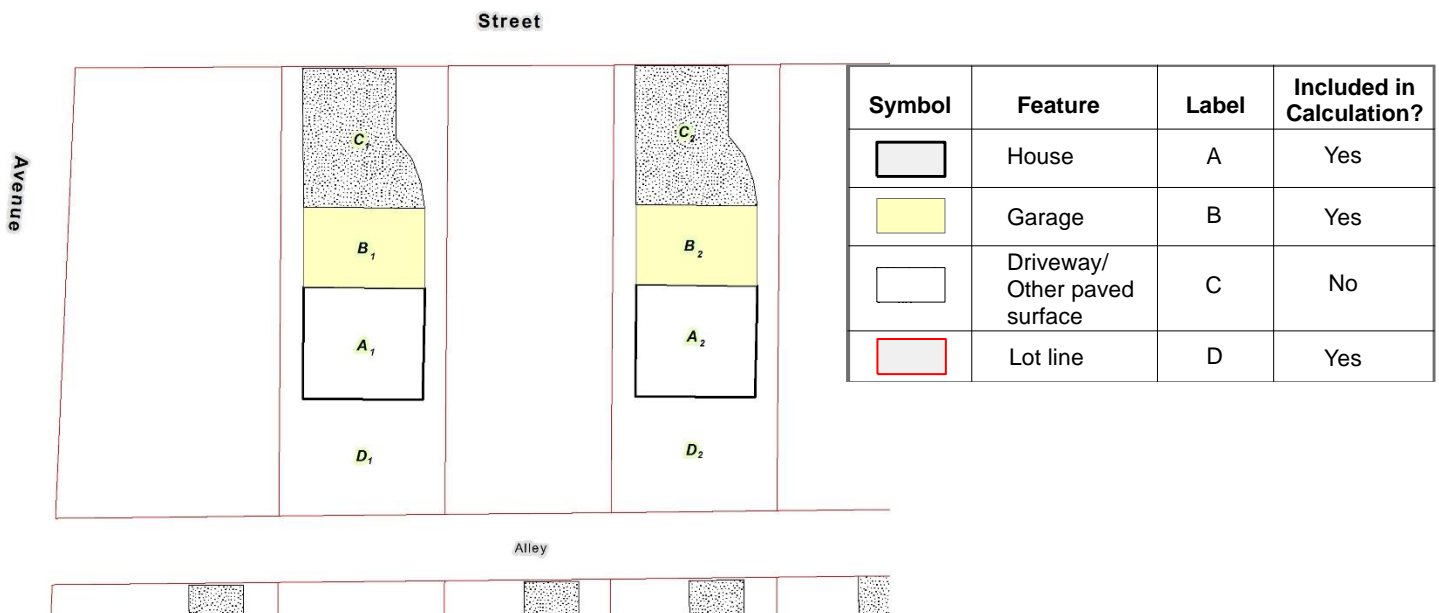 Street
Avenue
C1
C2
B1
B2
A1
A2
D1
D2
Alley
Symbol Feature Label Included in Calculation?
House A Yes
Garage B Yes
Driveway/
Other paved
surface C No
Lot line D Yes